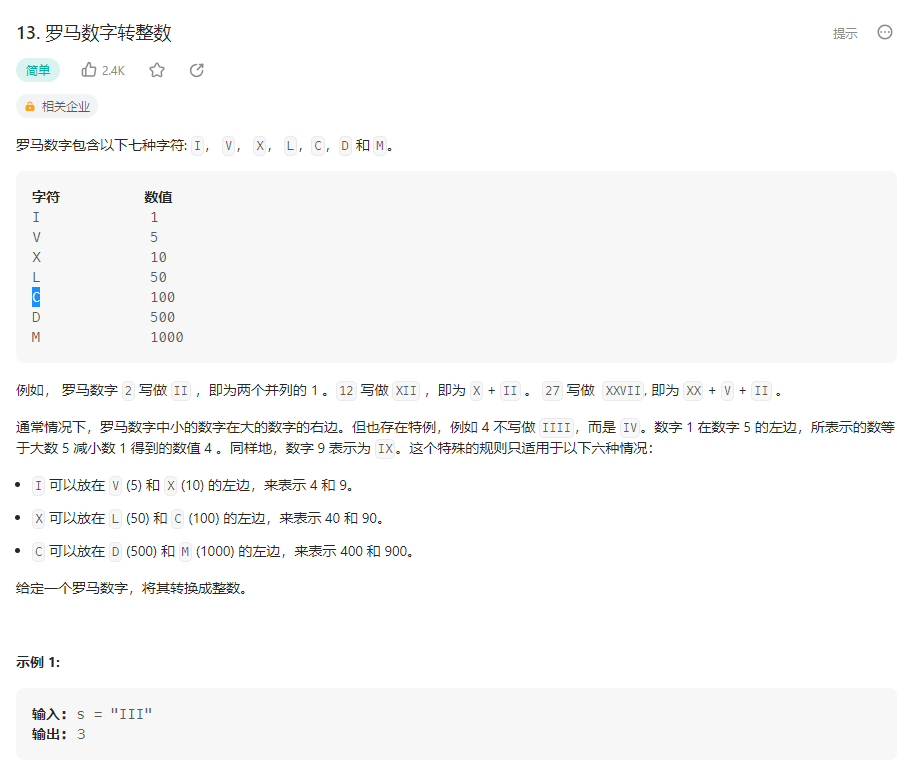 13. 罗马数字转整数
提示
简单 2.4K
相关企业
罗马数字包含以下七种字符: I， V， X， L，C，D 和 M。
字符 数值
I 1
V 5
X 10
L 50
C 100
D 500
M 1000
例如， 罗马数字 2 写做 II ，即为两个并列的 1 。12 写做 XII ，即为 X + II 。 27 写做 XXVII, 即为 XX + V + II 。
通常情况下，罗马数字中小的数字在大的数字的右边。但也存在特例，例如 4 不写做 IIII，而是 IV。数字 1 在数字 5 的左边，所表示的数等
于大数 5 减小数 1 得到的数值 4 。同样地，数字 9 表示为 IX。这个特殊的规则只适用于以下六种情况：
• I 可以放在 V (5) 和 X (10) 的左边，来表示 4 和 9。
• X 可以放在 L (50) 和 C (100) 的左边，来表示 40 和 90。
• C 可以放在 D (500) 和 M (1000) 的左边，来表示 400 和 900。
给定一个罗马数字，将其转换成整数。
示例 1:
输入: s = "III"
输出: 3